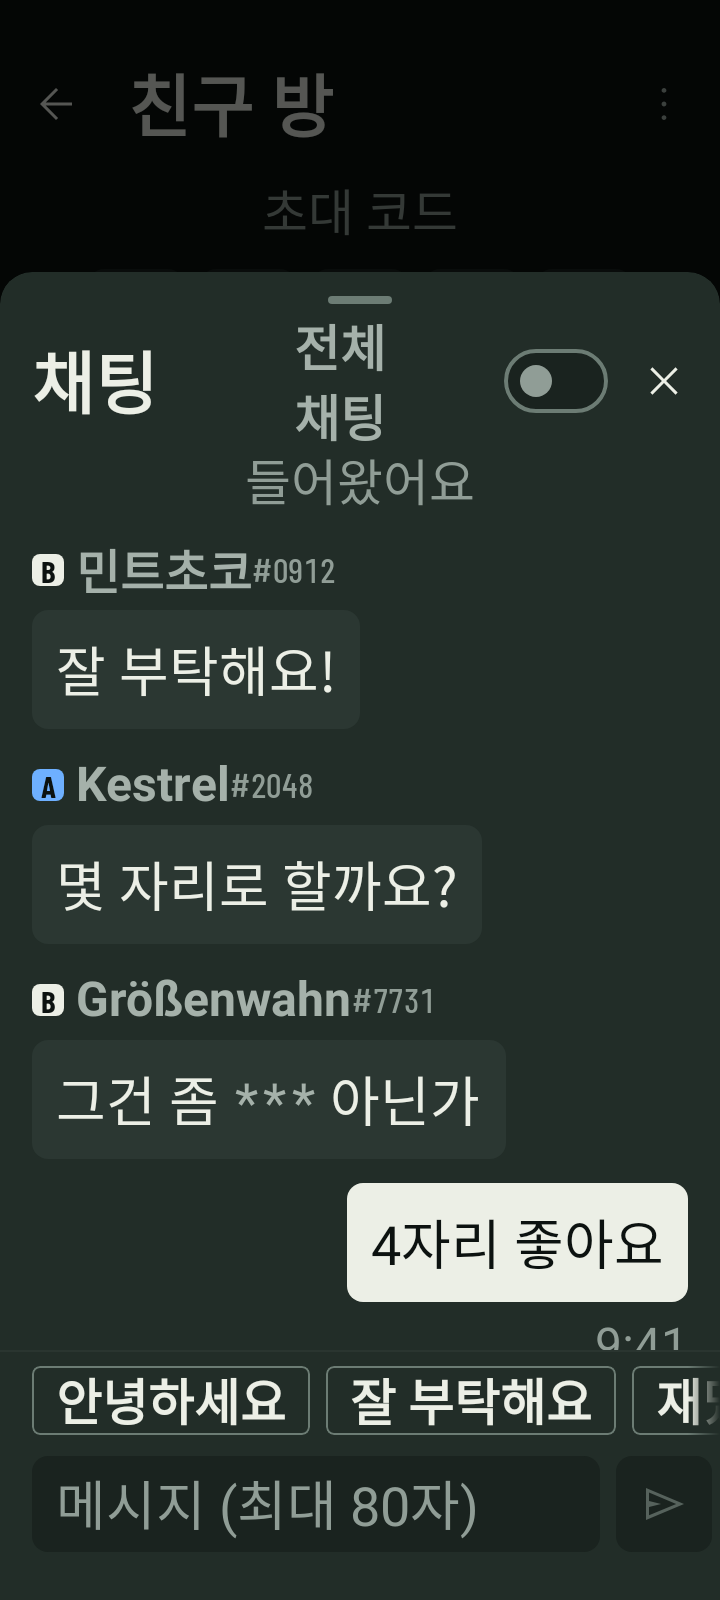 친구 방
초대 코드
채팅
전체
채팅
들어왔어요
B 민트초코#0912
잘 부탁해요!
A Kestrel#2048
몇 자리로 할까요?
B Größenwahn#7731
그건 좀 *** 아닌가
4자리 좋아요
9:41
안녕하세요 잘 부탁해요
메시지 (최대 80자)